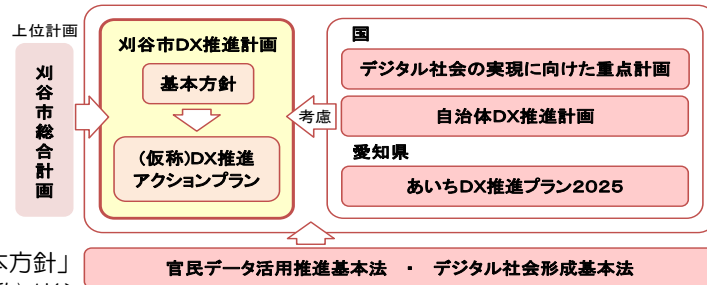 上位計画
刈谷市総合計画
刈谷市DX推進計画
基本方針
(仮称)DX推進
アクションプラン
考慮
国
デジタル社会の実現に向けた重点計画
自治体DX推進計画
愛知県
あいちDX推進プラン2025
本方針」
官民データ活用推進基本法 ・ デジタル社会形成基本法